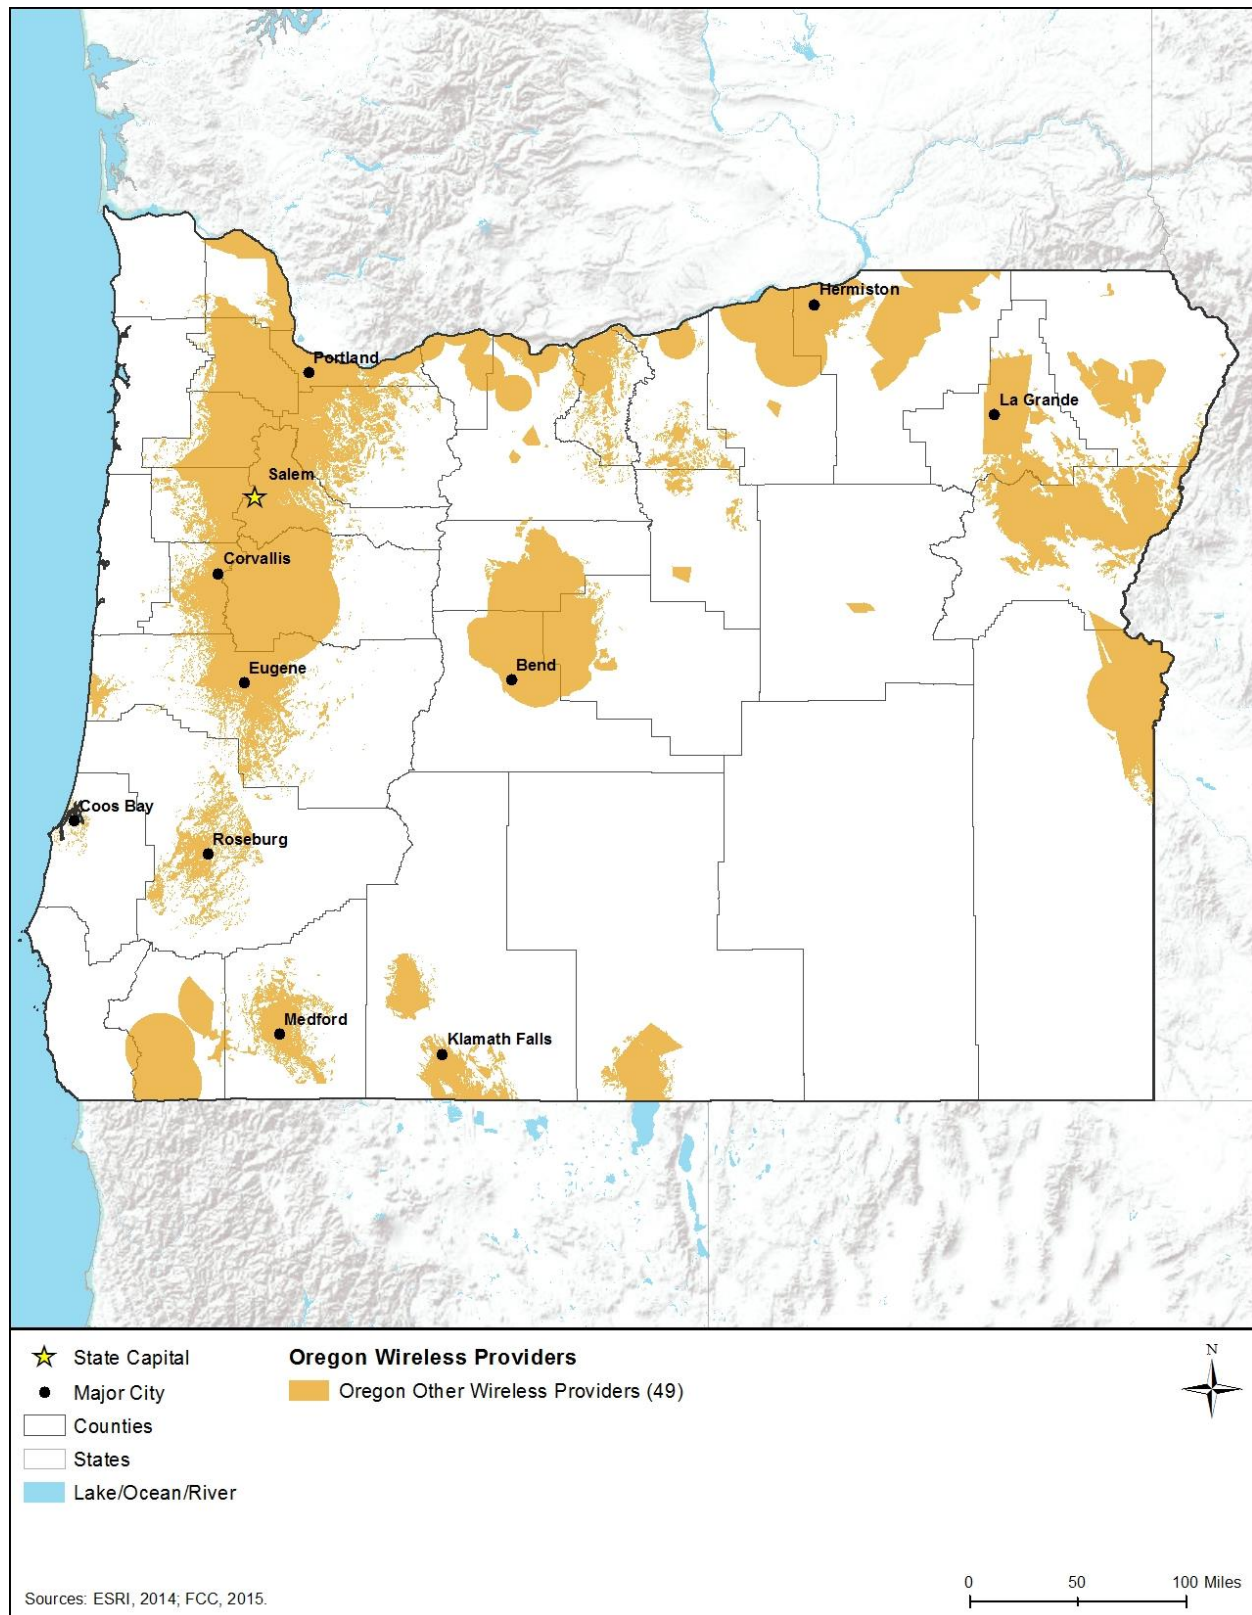 Hermiston
Portland
La Grande
Salem
Corvallis
Eugene
Bend
Coos Bay
Roseburg
Medford
Klamath Falls
State Capital
Major City
Counties
States
Lake/Ocean/River
Oregon Wireless Providers
Oregon Other Wireless Providers (49)
N
Sources: ESRI, 2014; FCC, 2015.
0 50 100 Miles